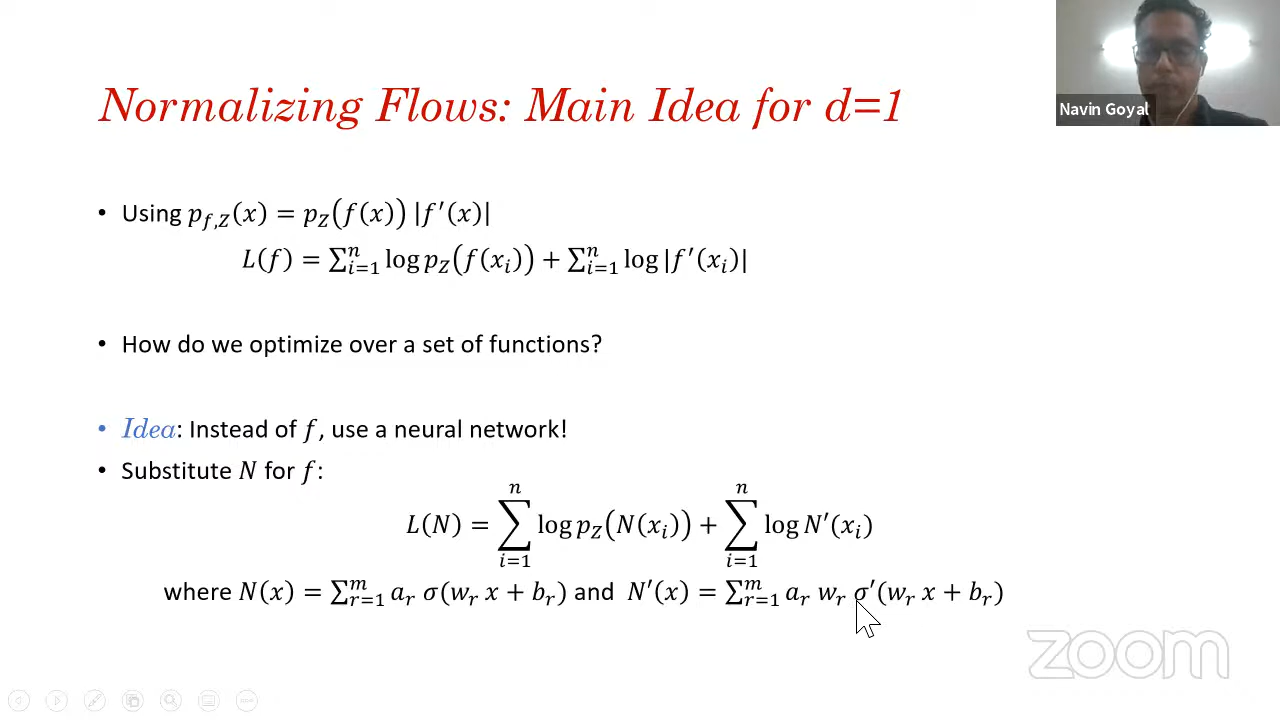 Navin Goyal
Normalizing Flows: Main Idea for d=1
• Using p_{f,Z}(x) = p_Z(f(x)) |f′(x)|
L(f) = ∑_{i=1}^{n} log p_Z(f(x_i)) + ∑_{i=1}^{n} log |f′(x_i)|
• How do we optimize over a set of functions?
• Idea: Instead of f, use a neural network!
• Substitute N for f:
L(N) = ∑_{i=1}^{n} log p_Z(N(x_i)) + ∑_{i=1}^{n} log N′(x_i)
where N(x) = ∑_{r=1}^{m} a_r σ(w_r x + b_r) and N′(x) = ∑_{r=1}^{m} a_r w_r σ′(w_r x + b_r)
zoom